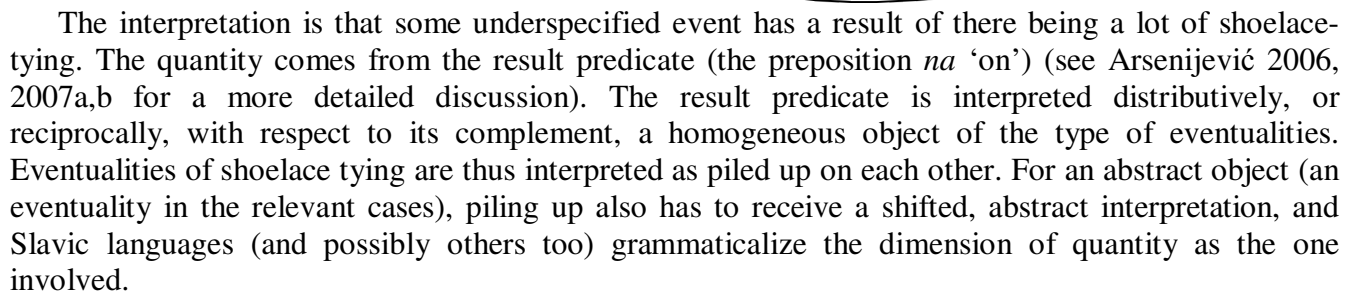 The interpretation is that some underspecified event has a result of there being a lot of shoelace-
tying. The quantity comes from the result predicate (the preposition na ‘on’) (see Arsenijević 2006,
2007a,b for a more detailed discussion). The result predicate is interpreted distributively, or
reciprocally, with respect to its complement, a homogeneous object of the type of eventualities.
Eventualities of shoelace tying are thus interpreted as piled up on each other. For an abstract object (an
eventuality in the relevant cases), piling up also has to receive a shifted, abstract interpretation, and
Slavic languages (and possibly others too) grammaticalize the dimension of quantity as the one
involved.